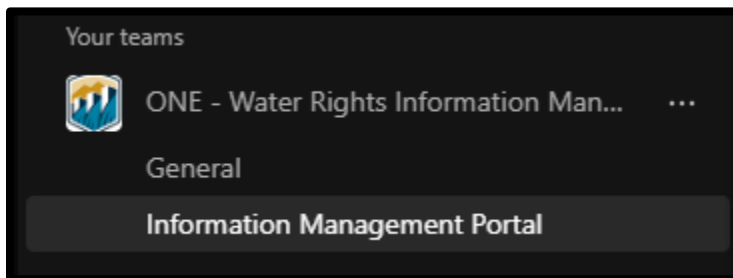 Your teams
ONE - Water Rights Information Man... ...
General
Information Management Portal